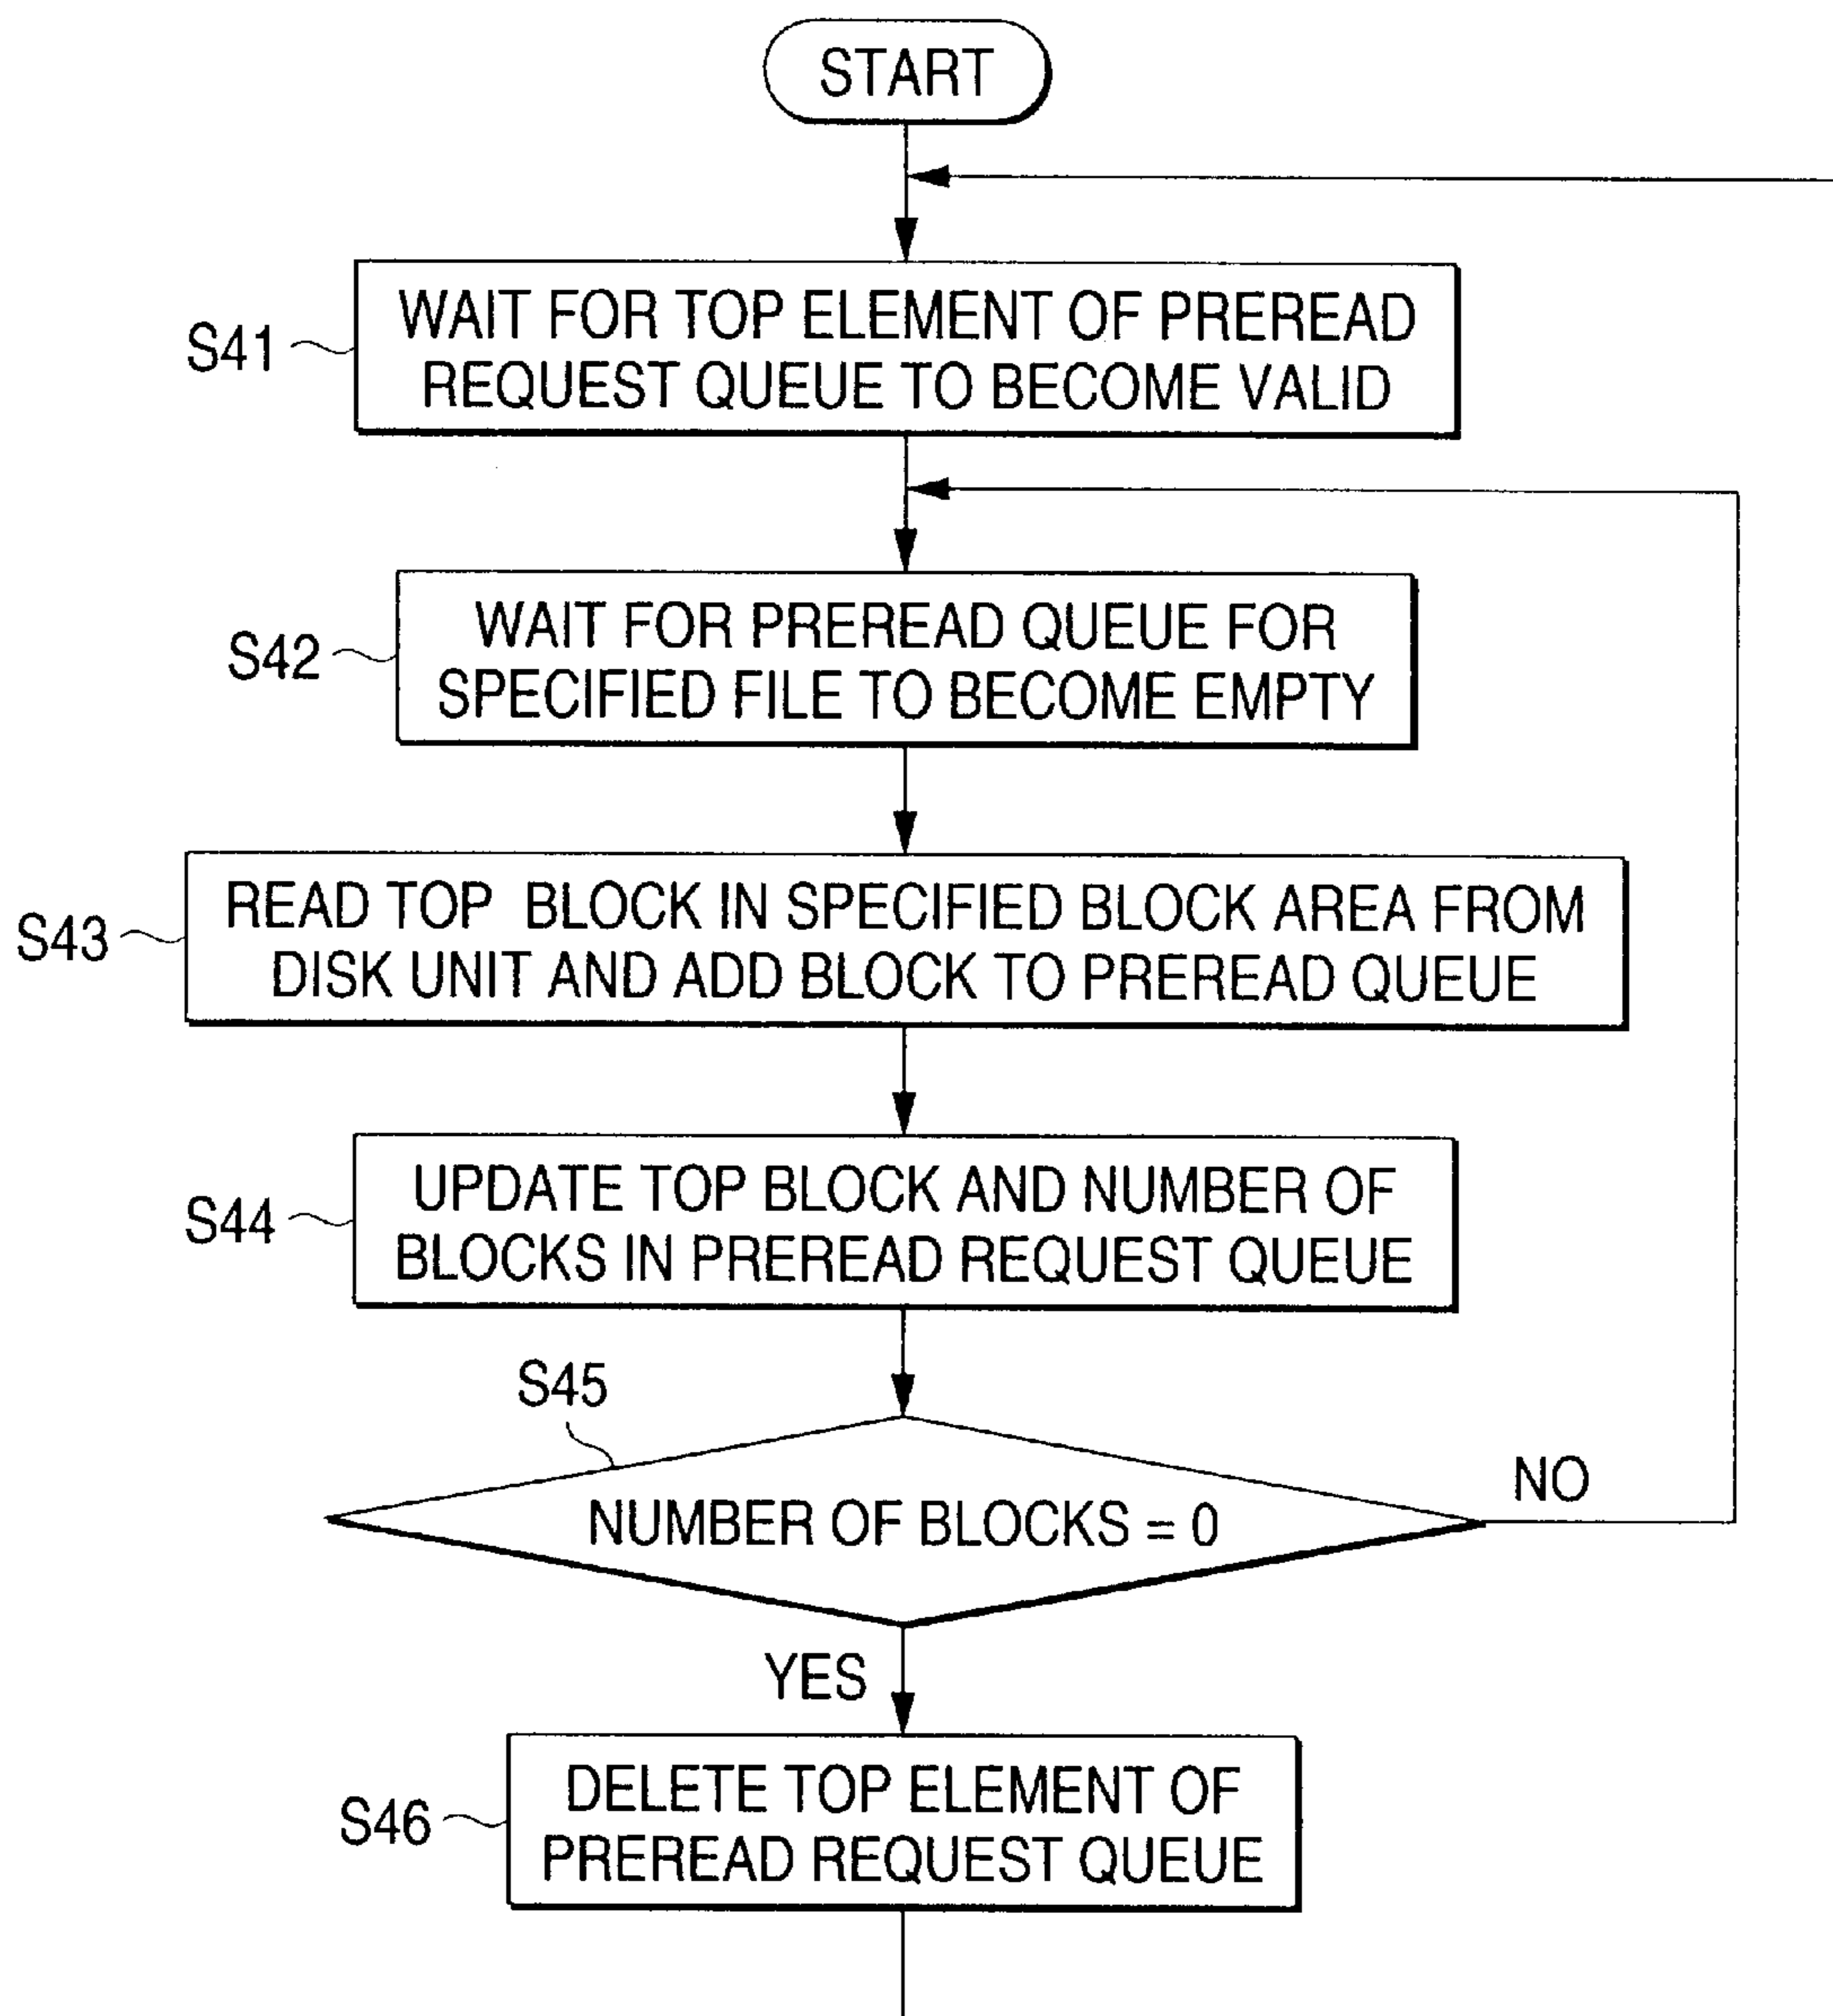 START
S41
WAIT FOR TOP ELEMENT OF PREREAD
REQUEST QUEUE TO BECOME VALID
S42
WAIT FOR PREREAD QUEUE FOR
SPECIFIED FILE TO BECOME EMPTY
S43
READ TOP BLOCK IN SPECIFIED BLOCK AREA FROM
DISK UNIT AND ADD BLOCK TO PREREAD QUEUE
S44
UPDATE TOP BLOCK AND NUMBER OF
BLOCKS IN PREREAD REQUEST QUEUE
S45
NUMBER OF BLOCKS = 0
NO
YES
S46
DELETE TOP ELEMENT OF
PREREAD REQUEST QUEUE